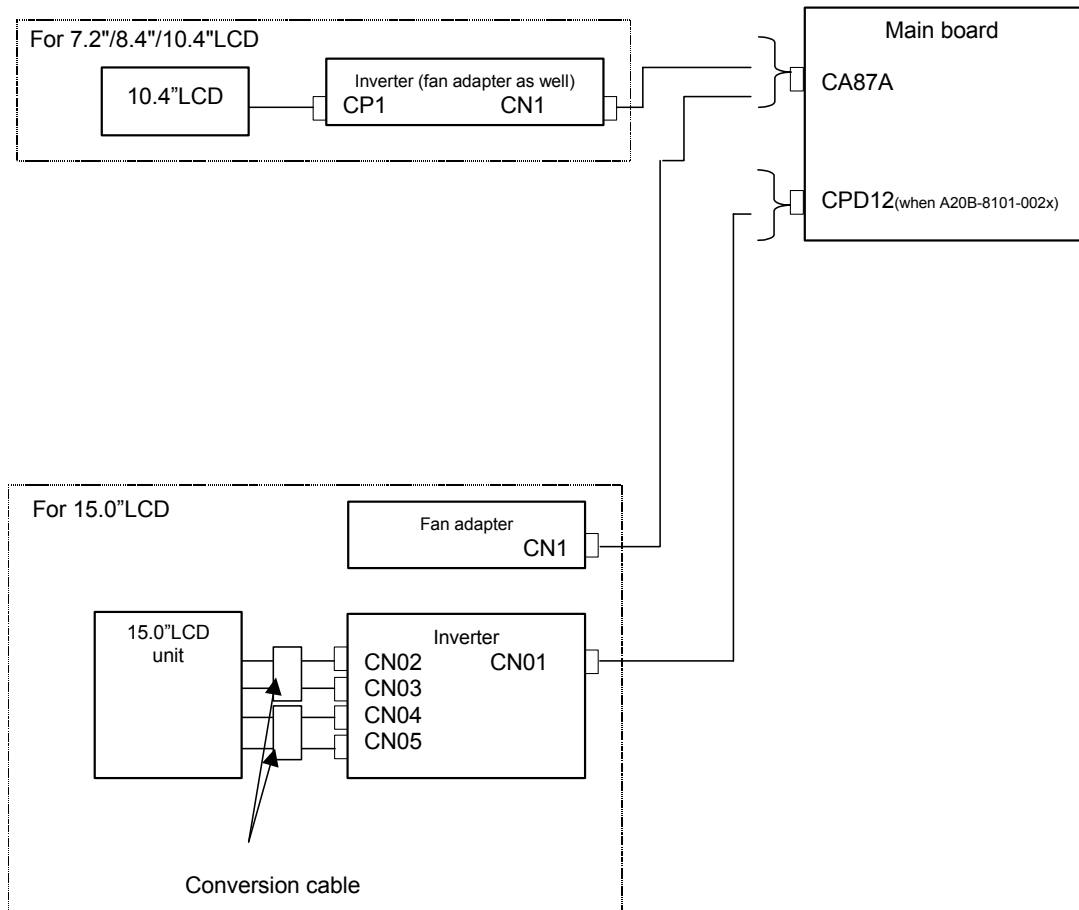 For 7.2"/8.4"/10.4"LCD
10.4”LCD
Inverter (fan adapter as well)
CP1 CN1
Main board
CA87A
CPD12(when A20B-8101-002x)
For 15.0”LCD
Fan adapter
CN1
15.0”LCD
unit
Inverter
CN02 CN01
CN03
CN04
CN05
Conversion cable